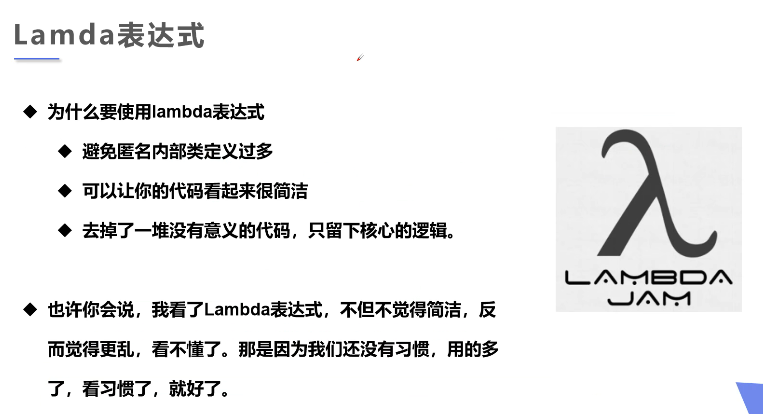 Lamda表达式
◆ 为什么要使用lambda表达式
◆ 避免匿名内部类定义过多
◆ 可以让你的代码看起来很简洁
◆ 去掉了一堆没有意义的代码，只留下核心的逻辑。
◆ 也许你会说，我看了Lambda表达式，不但不觉得简洁，反
而觉得更乱，看不懂了。那是因为我们还没有习惯，用的多
了，看习惯了，就好了。
λ
LAMBDA
JAM